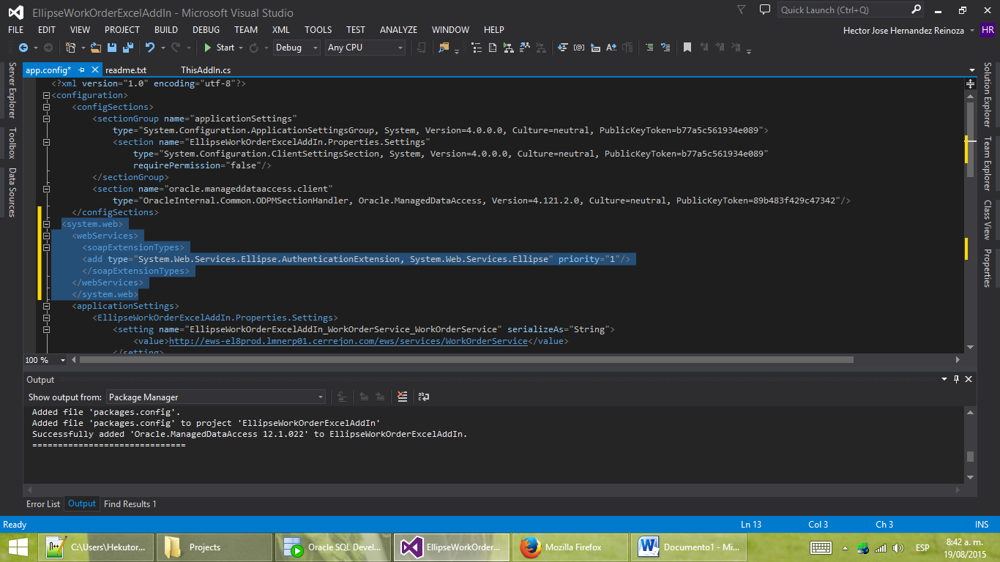 EllipseWorkOrderExcelAddIn - Microsoft Visual Studio
Quick Launch (Ctrl+Q)
FILE EDIT VIEW PROJECT BUILD DEBUG TEAM XML TOOLS TEST ANALYZE WINDOW HELP
Hector Jose Hernandez Reinoza HR
Start Debug Any CPU
app.config* readme.txt ThisAddIn.cs
Server Explorer
Toolbox
Data Sources
<?xml version="1.0" encoding="utf-8"?>
<configuration>
<configSections>
<sectionGroup name="applicationSettings"
type="System.Configuration.ApplicationSettingsGroup, System, Version=4.0.0.0, Culture=neutral, PublicKeyToken=b77a5c561934e089">
<section name="EllipseWorkOrderExcelAddIn.Properties.Settings"
type="System.Configuration.ClientSettingsSection, System, Version=4.0.0.0, Culture=neutral, PublicKeyToken=b77a5c561934e089"
requirePermission="false"/>
</sectionGroup>
<section name="oracle.manageddataaccess.client"
type="OracleInternal.Common.ODPMSectionHandler, Oracle.ManagedDataAccess, Version=4.121.2.0, Culture=neutral, PublicKeyToken=89b483f429c47342"/>
</configSections>
<system.web>
<webServices>
<soapExtensionTypes>
<add type="System.Web.Services.Ellipse.AuthenticationExtension, System.Web.Services.Ellipse" priority="1"/>
</soapExtensionTypes>
</webServices>
</system.web>
<applicationSettings>
<EllipseWorkOrderExcelAddIn.Properties.Settings>
<setting name="EllipseWorkOrderExcelAddIn_WorkOrderService_WorkOrderService" serializeAs="String">
<value>http://ews-el8prod.lmnerp01.cerrejon.com/ews/services/WorkOrderService</value>
</setting>
Solution Explorer
Team Explorer
Class View
Properties
100 %
Output
Show output from: Package Manager
Added file 'packages.config'.
Added file 'packages.config' to project 'EllipseWorkOrderExcelAddIn'
Successfully added 'Oracle.ManagedDataAccess 12.1.022' to EllipseWorkOrderExcelAddIn.
==============================
Error List Output Find Results 1
Ready Ln 13 Col 3 Ch 3 INS
C:\Users\Hekutor... Projects Oracle SQL Devel... EllipseWorkOrder... Mozilla Firefox Documento1 - Mi... ESP
8:42 a. m.
19/08/2015